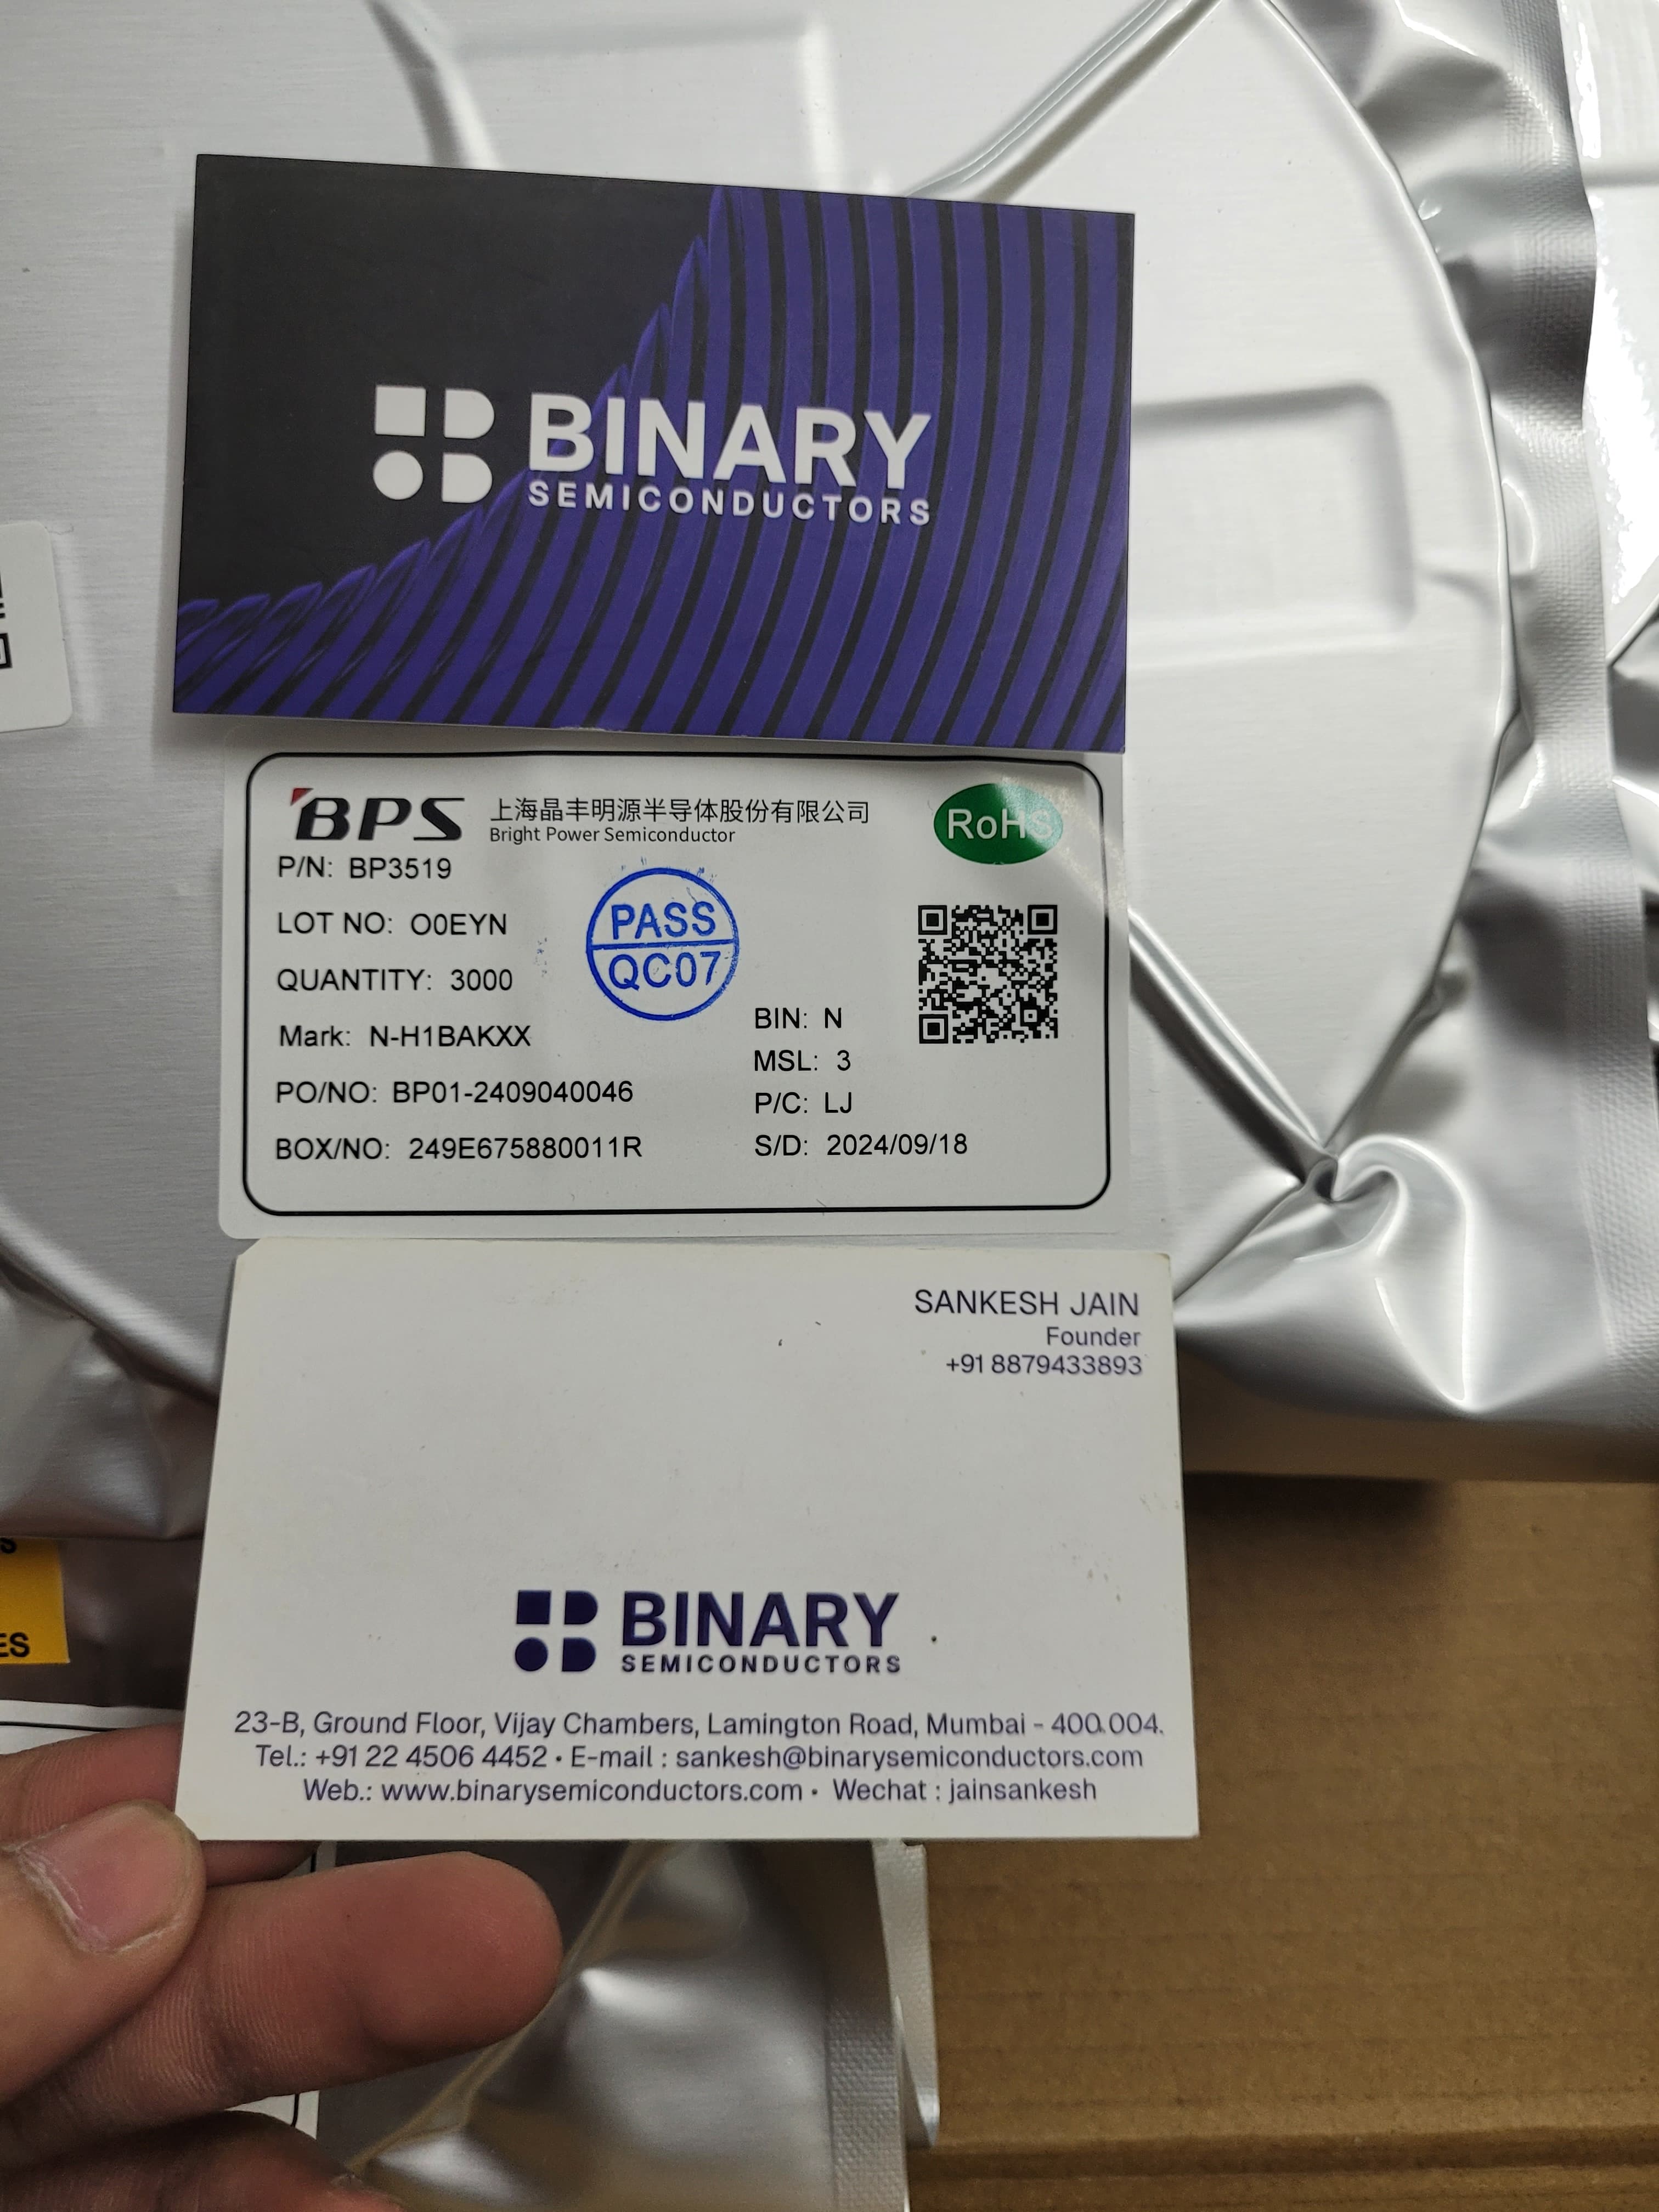 BINARY
SEMICONDUCTORS
BPS 上海晶丰明源半导体股份有限公司
Bright Power Semiconductor
RoHS
P/N: BP3519
LOT NO: O0EYN
QUANTITY: 3000
Mark: N-H1BAKXX
PO/NO: BP01-2409040046
BOX/NO: 249E675880011R
PASS
QC07
BIN: N
MSL: 3
P/C: LJ
S/D: 2024/09/18
SANKESH JAIN
Founder
+91 8879433893
BINARY
SEMICONDUCTORS
23-B, Ground Floor, Vijay Chambers, Lamington Road, Mumbai - 400 004.
Tel.: +91 22 4506 4452 • E-mail : sankesh@binarysemiconductors.com
Web.: www.binarysemiconductors.com • Wechat : jainsankesh